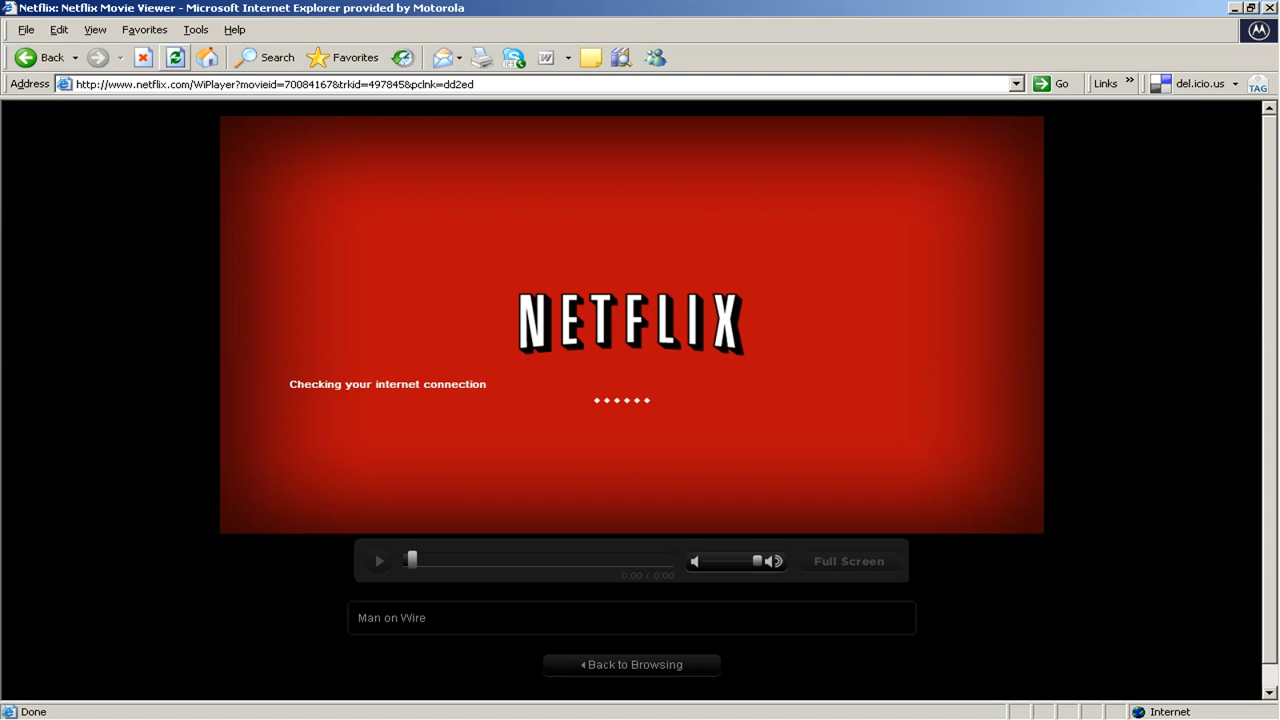 Netflix: Netflix Movie Viewer - Microsoft Internet Explorer provided by Motorola
File Edit View Favorites Tools Help
Back Search Favorites W
Address http://www.netflix.com/WiPlayer?movieid=70084167&trkid=497845&pclnk=dd2ed Go Links » del.icio.us TAG
NETFLIX
Checking your internet connection
0:00 / 0:00
Full Screen
Man on Wire
Back to Browsing
Done Internet